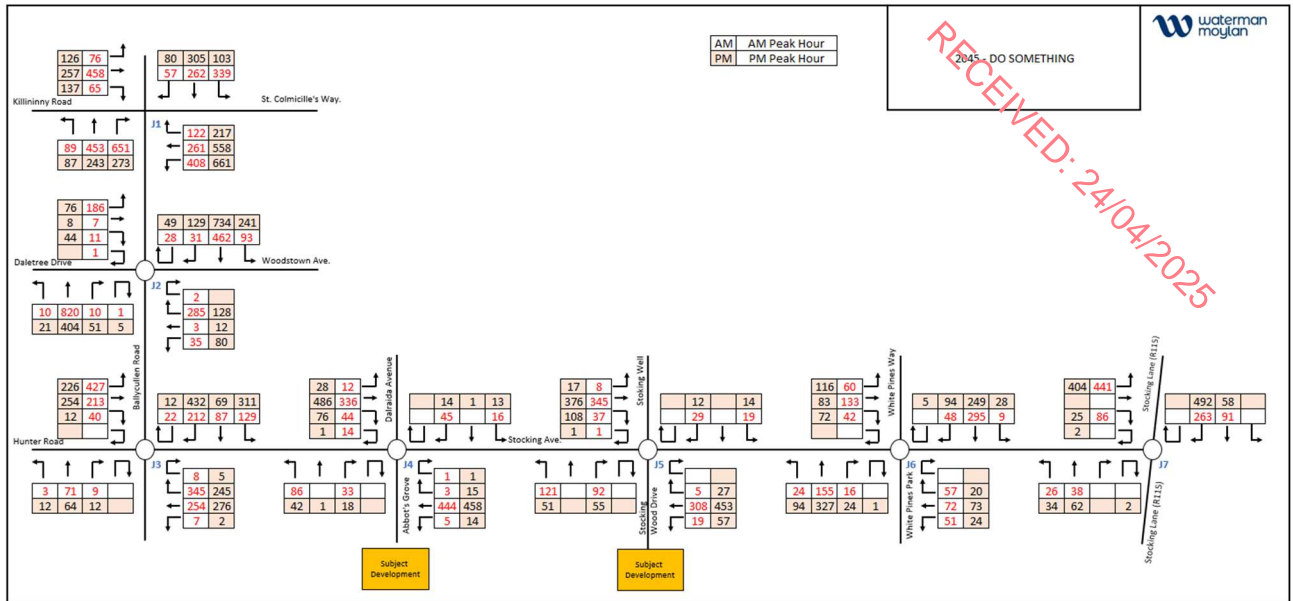 waterman
moylan
AM AM Peak Hour
PM PM Peak Hour
2045 - DO SOMETHING
RECEIVED: 24/04/2025
126 76
257 458
137 65
80 305 103
57 262 339
Killininny Road
St. Colmicille's Way.
J1
89 453 651
87 243 273
122 217
261 558
408 661
76 186
8 7
44 11
1
49 129 734 241
28 31 462 93
Daletree Drive
Woodstown Ave.
J2
10 820 10 1
21 404 51 5
2
285 128
3 12
35 80
Ballycullen Road
226 427
254 213
12 40
12 432 69 311
22 212 87 129
Hunter Road
J3
3 71 9
12 64 12
8 5
345 245
254 276
7 2
Dalraida Avenue
28 12
486 336
76 44
1 14
14 1 13
45 16
Stocking Ave.
J4
86 33
42 1 18
Abbot's Grove
1 1
3 15
444 458
5 14
Subject
Development
Stoking Well
17 8
376 345
108 37
1 1
12 14
29 19
J5
121 92
51 55
Stocking
Wood Drive
5 27
308 453
19 57
Subject
Development
White Pines Way
116 60
83 133
72 42
5 94 249 28
48 295 9
J6
24 155 16
94 327 24 1
White Pines Park
57 20
72 73
51 24
Stocking Lane (R115)
404 441
25 86
2
492 58
263 91
J7
26 38
34 62 2
Stocking Lane (R115)